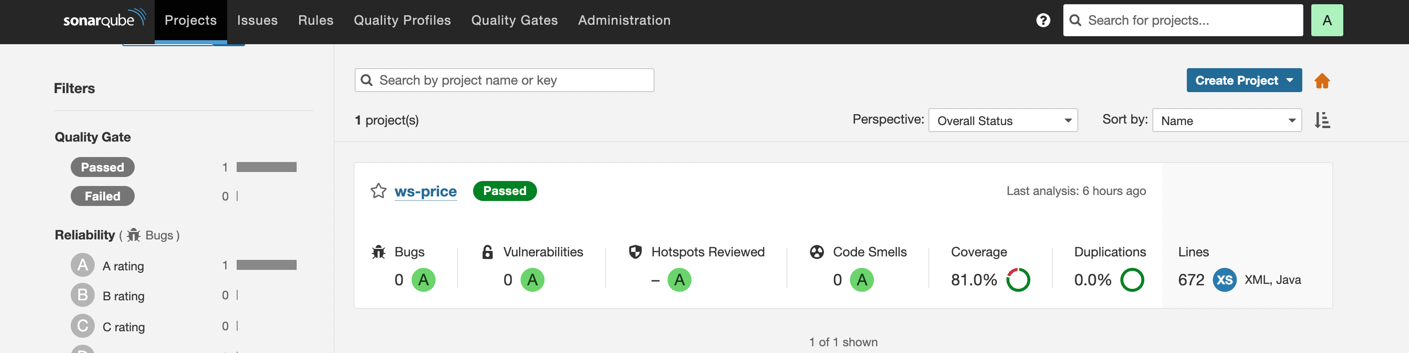 sonarqube Projects Issues Rules Quality Profiles Quality Gates Administration ? Search for projects... A
Filters
Quality Gate
Passed 1
Failed 0
Reliability ( Bugs )
A A rating 1
B B rating 0
C C rating 0
Search by project name or key Create Project
1 project(s) Perspective: Overall Status Sort by: Name
ws-price Passed Last analysis: 6 hours ago
Bugs Vulnerabilities Hotspots Reviewed Code Smells Coverage Duplications Lines
0 A 0 A – A 0 A 81.0% 0.0% 672 XS XML, Java
1 of 1 shown